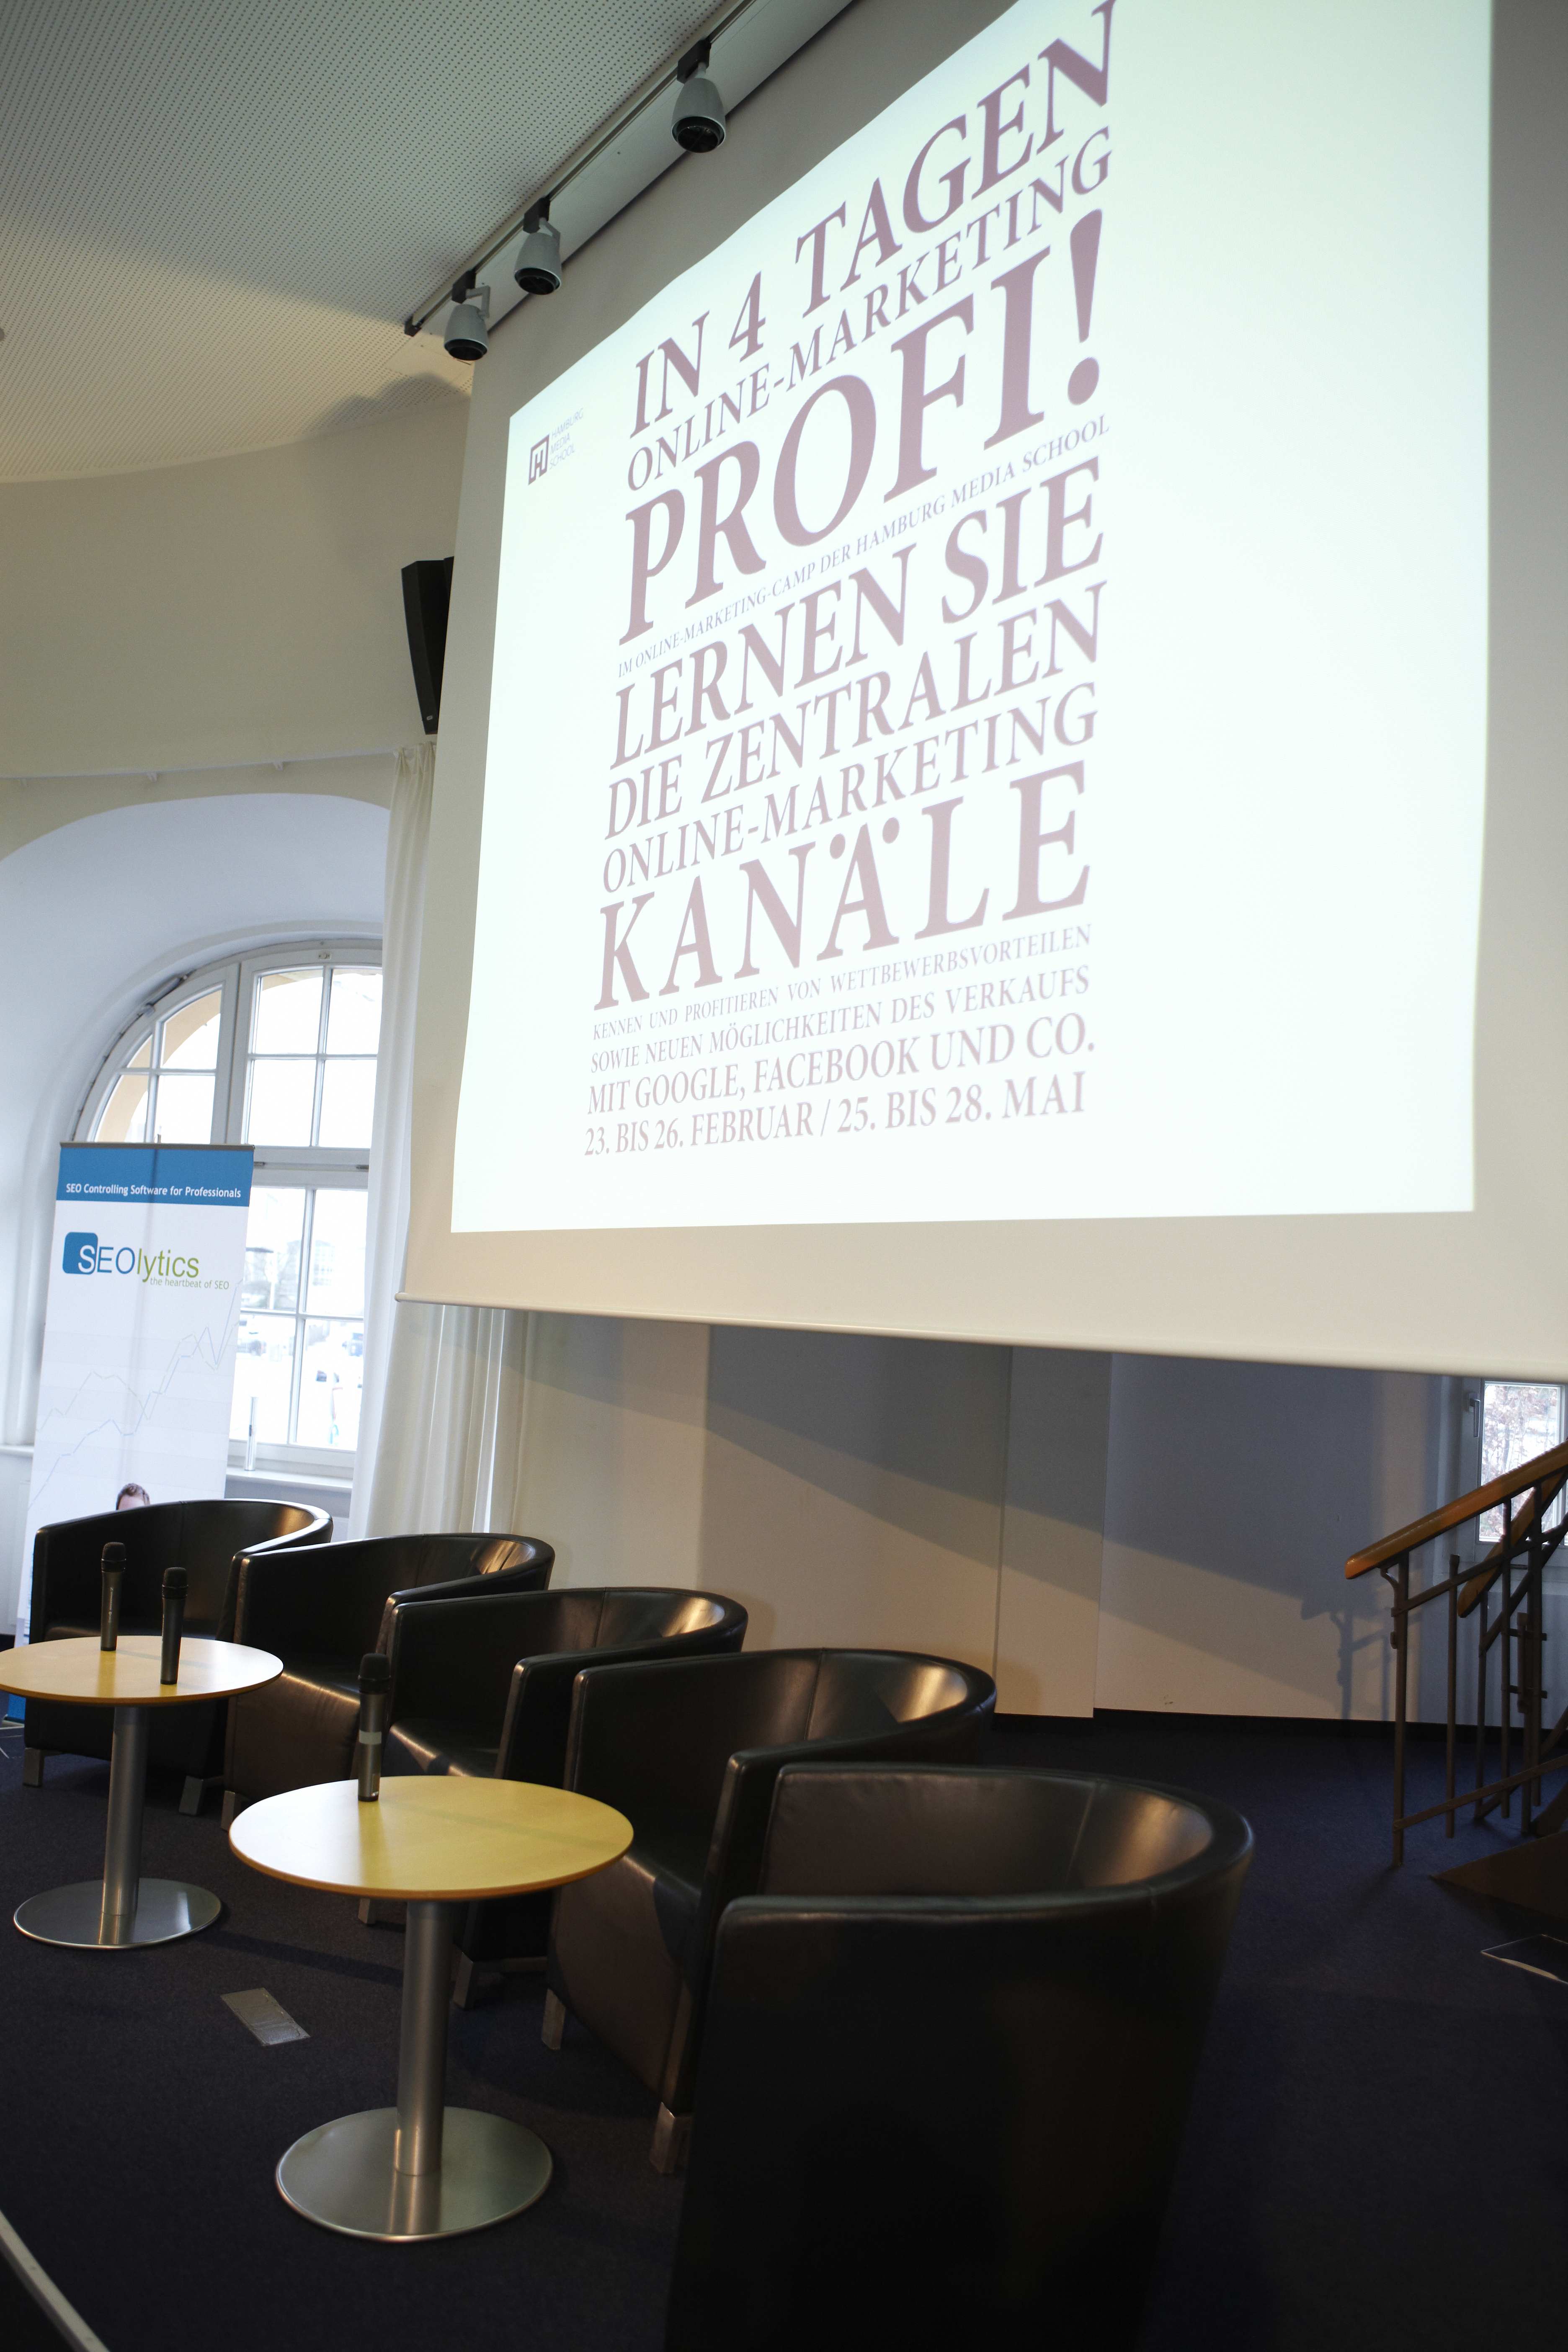 HAMBURG
MEDIA
SCHOOL
IN 4 TAGEN
ONLINE-MARKETING
PROFI!
IM ONLINE-MARKETING-CAMP DER HAMBURG MEDIA SCHOOL
LERNEN SIE
DIE ZENTRALEN
ONLINE-MARKETING
KANÄLE
KENNEN UND PROFITIEREN VON WETTBEWERBSVORTEILEN
SOWIE NEUEN MÖGLICHKEITEN DES VERKAUFS
MIT GOOGLE, FACEBOOK UND CO.
23. BIS 26. FEBRUAR / 25. BIS 28. MAI
SEO Controlling Software for Professionals
SEOlytics
the heartbeat of SEO